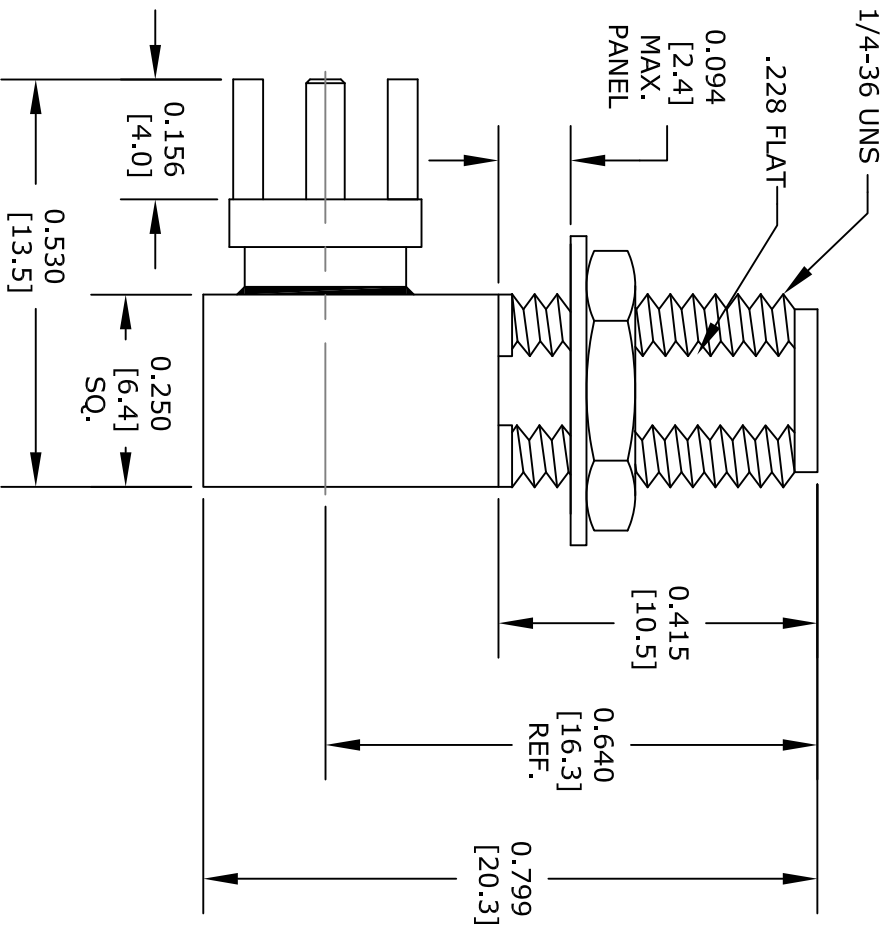 1/4-36 UNS
.228 FLAT
0.094
[2.4]
MAX.
PANEL
0.156
[4.0]
0.530
[13.5]
0.250
[6.4]
SQ.
0.415
[10.5]
0.640
[16.3]
REF.
0.799
[20.3]